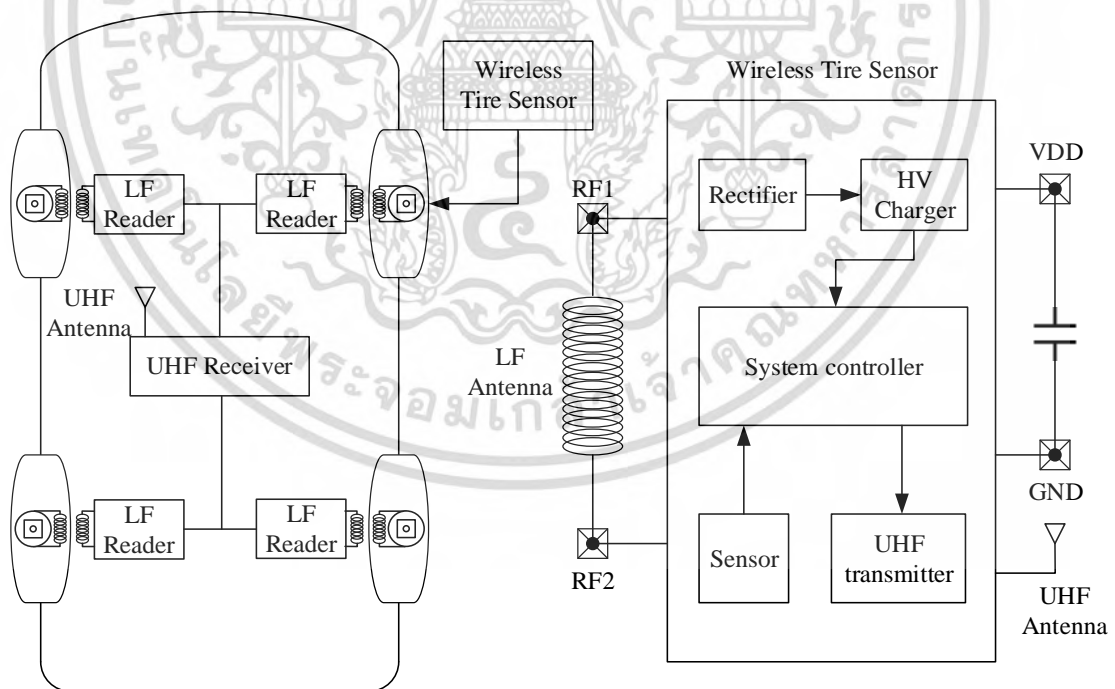 Wireless
Tire Sensor
LF
Reader
LF
Reader
UHF
Antenna
UHF Receiver
LF
Reader
LF
Reader
Wireless Tire Sensor
RF1
LF
Antenna
RF2
Rectifier
HV
Charger
System controller
Sensor
UHF
transmitter
VDD
GND
UHF
Antenna